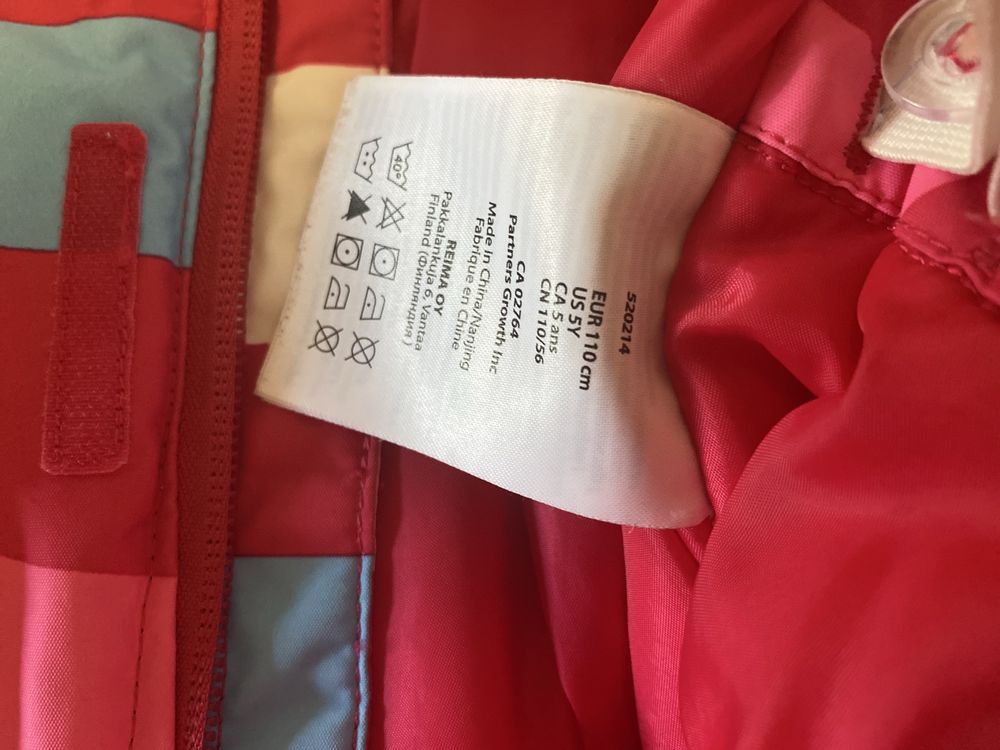 520214
EUR 110 cm
US 5Y
CA 5 ans
CN 110/56
CA 02764
Partners Growth Inc
Made in China/Nanjing
Fabrique en Chine
REIMA OY
Pakkalankuja 6, Vantaa
Finland (Финляндия)
40°